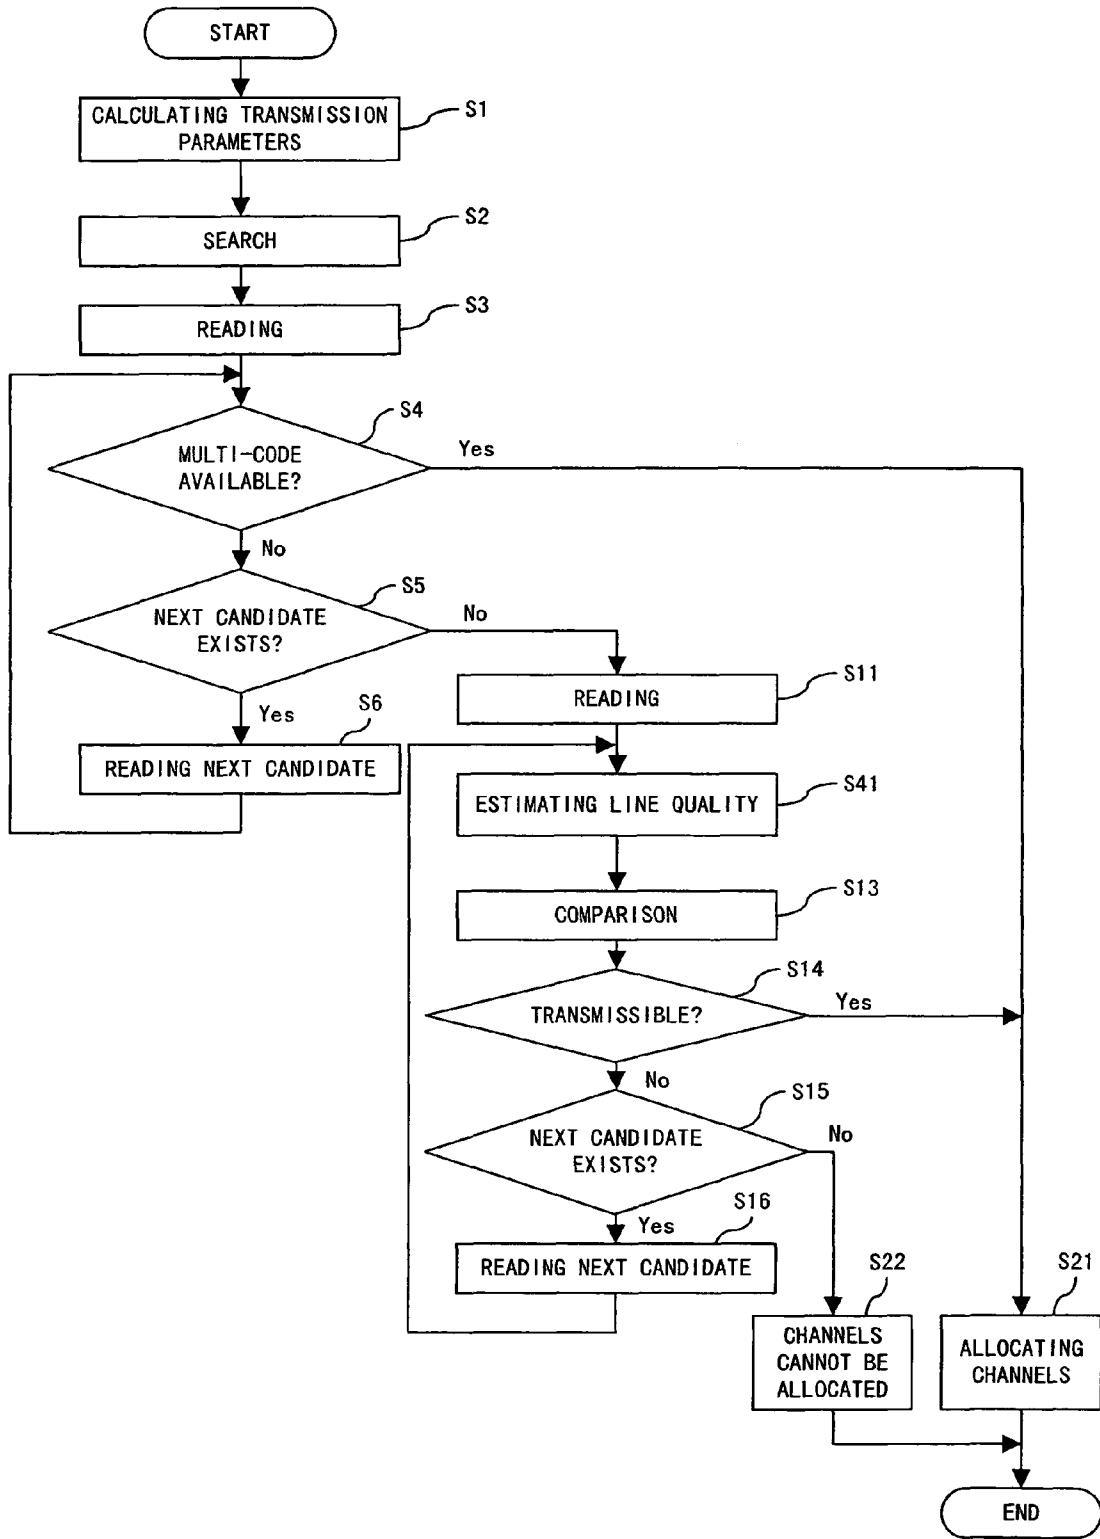 START
CALCULATING TRANSMISSION
PARAMETERS
S1
SEARCH
S2
READING
S3
MULTI-CODE
AVAILABLE?
S4
Yes
No
NEXT CANDIDATE
EXISTS?
S5
No
Yes
READING NEXT CANDIDATE
S6
READING
S11
ESTIMATING LINE QUALITY
S41
COMPARISON
S13
TRANSMISSIBLE?
S14
Yes
No
NEXT CANDIDATE
EXISTS?
S15
No
Yes
READING NEXT CANDIDATE
S16
CHANNELS
CANNOT BE
ALLOCATED
S22
ALLOCATING
CHANNELS
S21
END